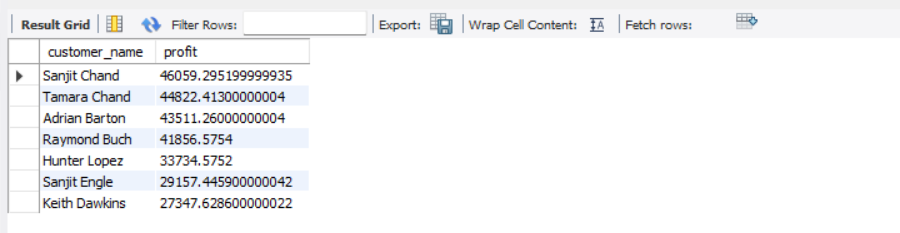 Result Grid Filter Rows: Export: Wrap Cell Content: IA Fetch rows:
customer_name profit
Sanjit Chand 46059.295199999935
Tamara Chand 44822.41300000004
Adrian Barton 43511.26000000004
Raymond Buch 41856.5754
Hunter Lopez 33734.5752
Sanjit Engle 29157.445900000042
Keith Dawkins 27347.628600000022